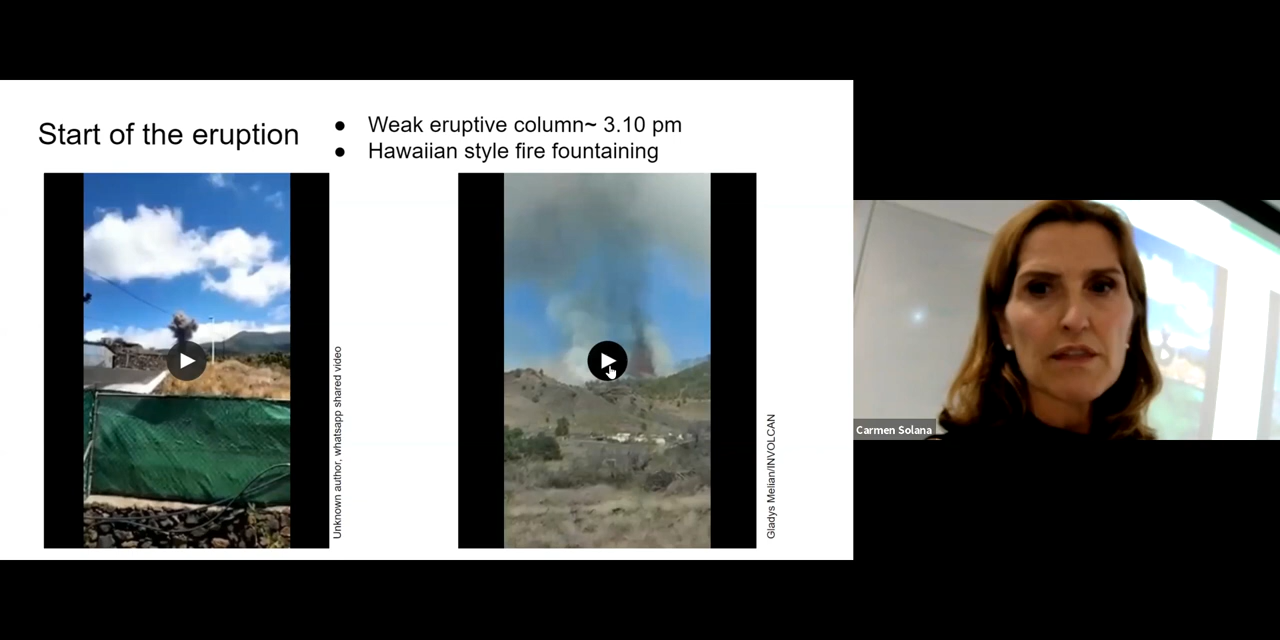 Start of the eruption
● Weak eruptive column~ 3.10 pm
● Hawaiian style fire fountaining
Unknown author, whatsapp shared video
Gladys Melian/INVOLCAN
Carmen Solana